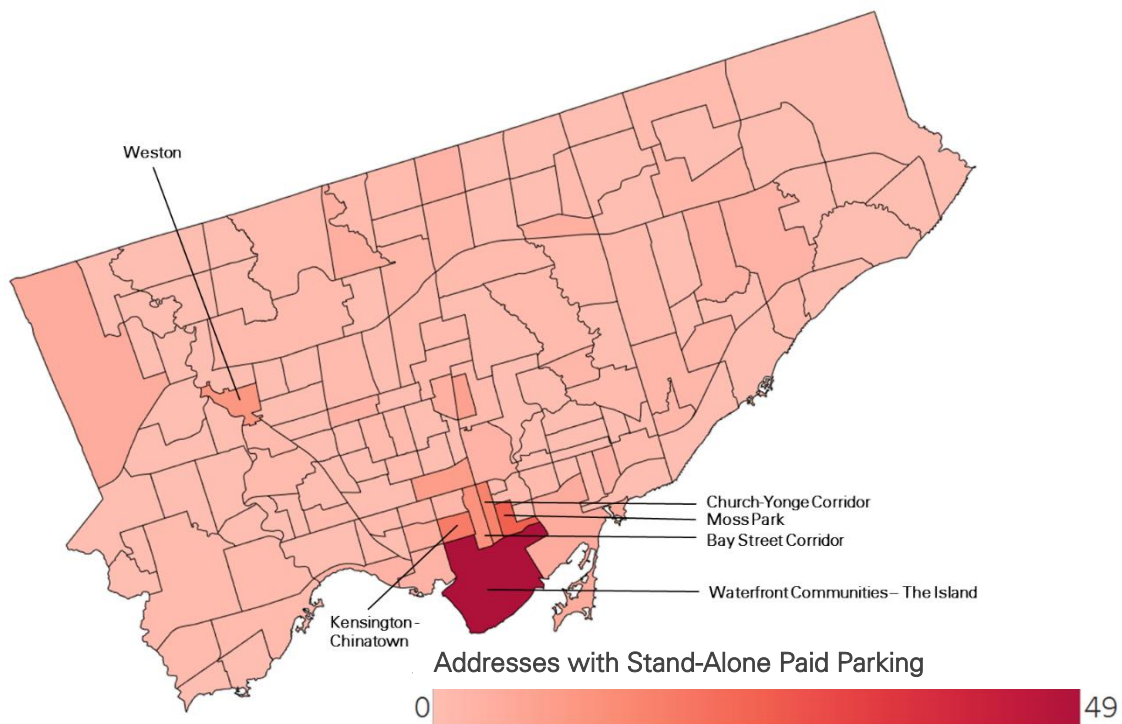 Weston
Church-Yonge Corridor
Moss Park
Bay Street Corridor
Waterfront Communities – The Island
Kensington -
Chinatown
Addresses with Stand-Alone Paid Parking
0
49